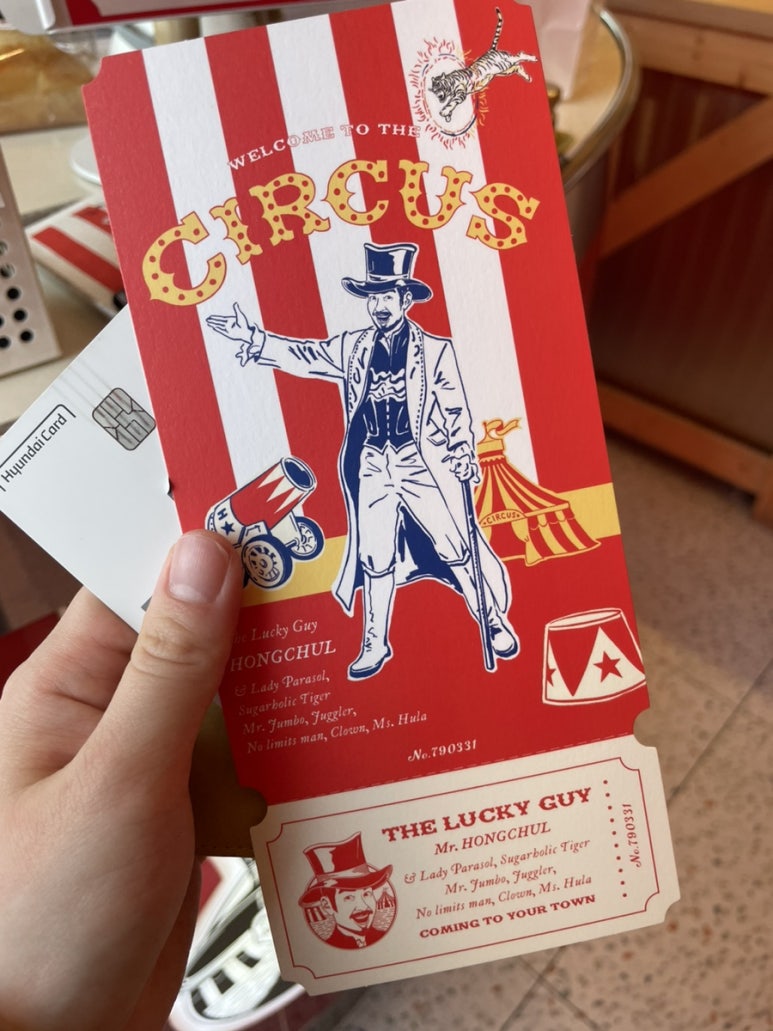 WELCOME TO THE
CIRCUS
CIRCUS
H
HyundaiCard
Lucky Guy
HONGCHUL
& Lady Parasol,
Sugarholic Tiger
Mr. Jumbo, Juggler,
No limits man, Clown, Ms. Hula
No.790331
THE LUCKY GUY
Mr. HONGCHUL
& Lady Parasol, Sugarholic Tiger
Mr. Jumbo, Juggler,
No limits man, Clown, Ms. Hula
COMING TO YOUR TOWN
No.790331